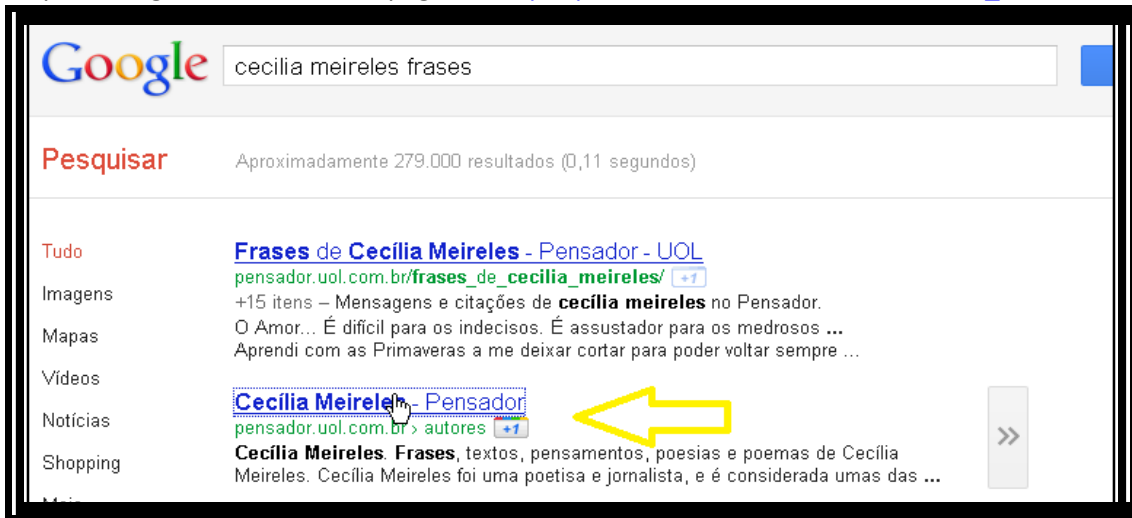 Google cecilia meireles frases
Pesquisar Aproximadamente 279.000 resultados (0,11 segundos)
Tudo
Imagens
Mapas
Vídeos
Notícias
Shopping
Frases de Cecília Meireles - Pensador - UOL
pensador.uol.com.br/frases_de_cecilia_meireles/ +1
+15 itens – Mensagens e citações de cecília meireles no Pensador.
O Amor... É difícil para os indecisos. É assustador para os medrosos ...
Aprendi com as Primaveras a me deixar cortar para poder voltar sempre ...
Cecília Meireles - Pensador
pensador.uol.com.br › autores +1
Cecília Meireles. Frases, textos, pensamentos, poesias e poemas de Cecília
Meireles. Cecília Meireles foi uma poetisa e jornalista, e é considerada umas das ...